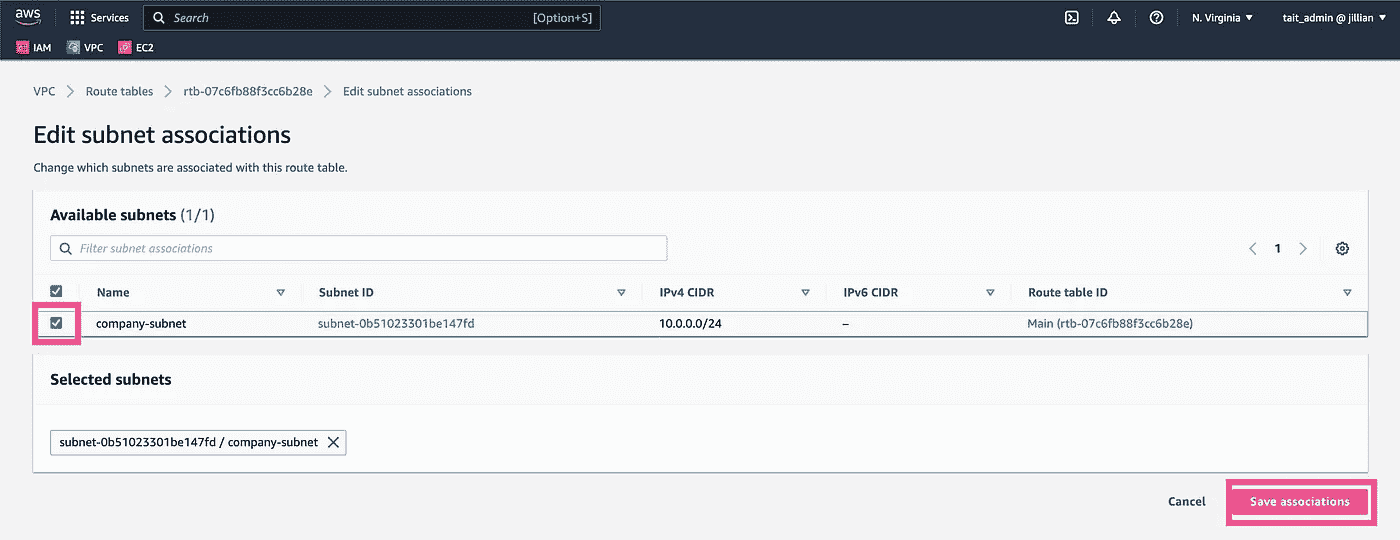 aws Services Search [Option+S] N. Virginia tait_admin @ jillian
IAM VPC EC2
VPC Route tables rtb-07c6fb88f3cc6b28e Edit subnet associations
Edit subnet associations
Change which subnets are associated with this route table.
Available subnets (1/1)
Filter subnet associations 1
Name Subnet ID IPv4 CIDR IPv6 CIDR Route table ID
company-subnet subnet-0b51023301be147fd 10.0.0.0/24 – Main (rtb-07c6fb88f3cc6b28e)
Selected subnets
subnet-0b51023301be147fd / company-subnet
Cancel Save associations